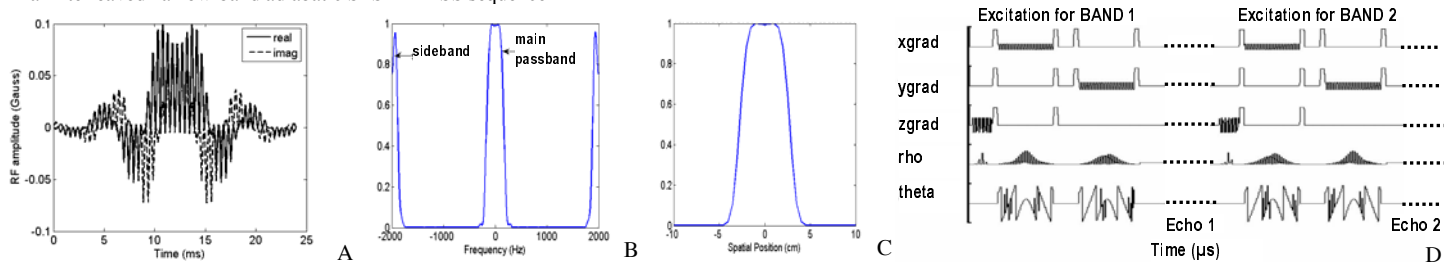 real
imag
RF amplitude (Gauss)
0.1
0.05
0
-0.05
-0.1
0 5 10 15 20 25
Time (ms)
A
sideband
main
passband
1
0.8
0.6
0.4
0.2
0
-2000 -1000 0 1000 2000
Frequency (Hz)
B
1
0.8
0.6
0.4
0.2
0
-10 -5 0 5 10
Spatial Position (cm)
C
Excitation for BAND 1 Excitation for BAND 2
xgrad
ygrad
zgrad
rho
theta
Echo 1 Echo 2
Time (μs)
D